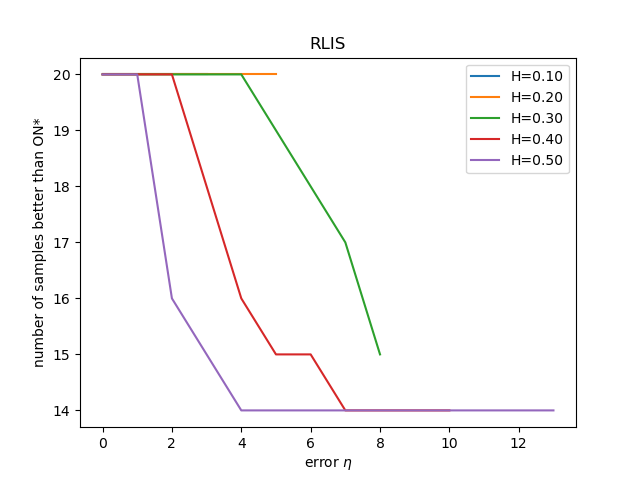 RLIS
number of samples better than ON*
20
19
18
17
16
15
14
H=0.10
H=0.20
H=0.30
H=0.40
H=0.50
0 2 4 6 8 10 12
error η